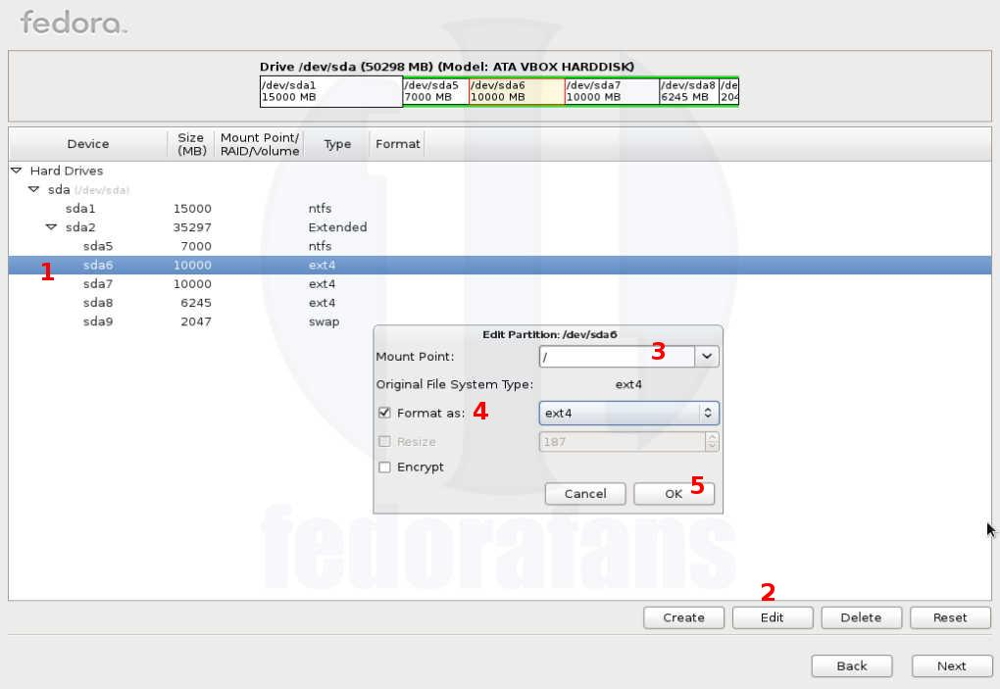 fedora™
Drive /dev/sda (50298 MB) (Model: ATA VBOX HARDDISK)
/dev/sda1 /dev/sda5 /dev/sda6 /dev/sda7 /dev/sda8 /de
15000 MB 7000 MB 10000 MB 10000 MB 6245 MB 204
Device Size (MB) Mount Point/ RAID/Volume Type Format
Hard Drives
sda (/dev/sda)
sda1 15000 ntfs
sda2 35297 Extended
sda5 7000 ntfs
1 sda6 10000 ext4
sda7 10000 ext4
sda8 6245 ext4
sda9 2047 swap
Edit Partition: /dev/sda6
Mount Point: / 3
Original File System Type: ext4
Format as: 4 ext4
Resize 187
Encrypt
Cancel OK 5
fedorafans
2
Create Edit Delete Reset
Back Next